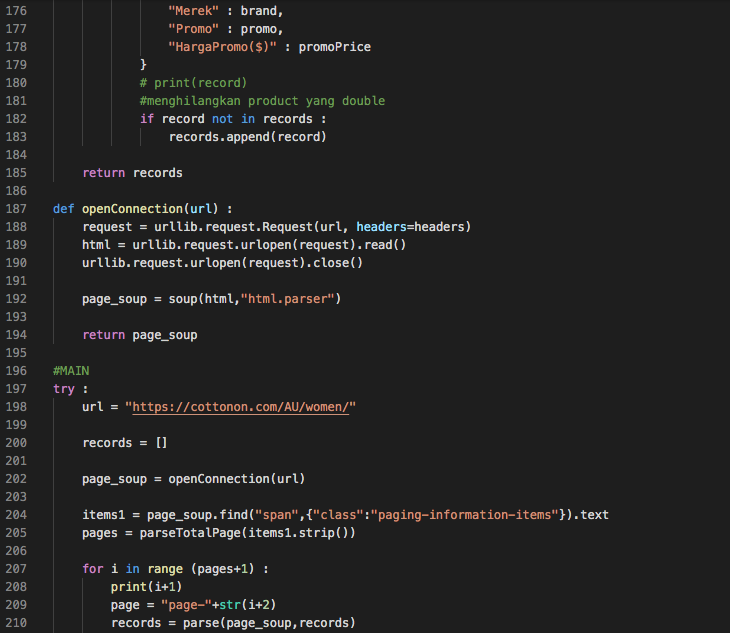 176 "Merek" : brand,
177 "Promo" : promo,
178 "HargaPromo($)" : promoPrice
179 }
180 # print(record)
181 #menghilangkan product yang double
182 if record not in records :
183 records.append(record)
184
185 return records
186
187 def openConnection(url) :
188 request = urllib.request.Request(url, headers=headers)
189 html = urllib.request.urlopen(request).read()
190 urllib.request.urlopen(request).close()
191
192 page_soup = soup(html,"html.parser")
193
194 return page_soup
195
196 #MAIN
197 try :
198 url = "https://cottonon.com/AU/women/"
199
200 records = []
201
202 page_soup = openConnection(url)
203
204 items1 = page_soup.find("span",{"class":"paging-information-items"}).text
205 pages = parseTotalPage(items1.strip())
206
207 for i in range (pages+1) :
208 print(i+1)
209 page = "page-"+str(i+2)
210 records = parse(page_soup,records)